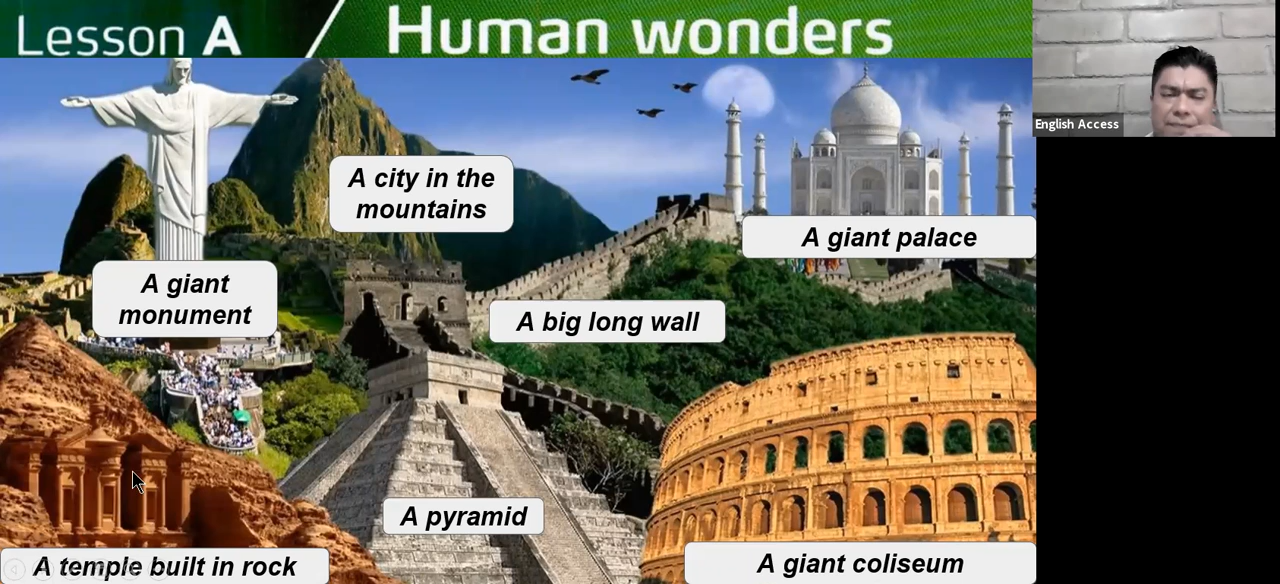 Lesson A / Human wonders
English Access
A city in the
mountains
A giant palace
A giant
monument
A big long wall
A pyramid
A temple built in rock
A giant coliseum